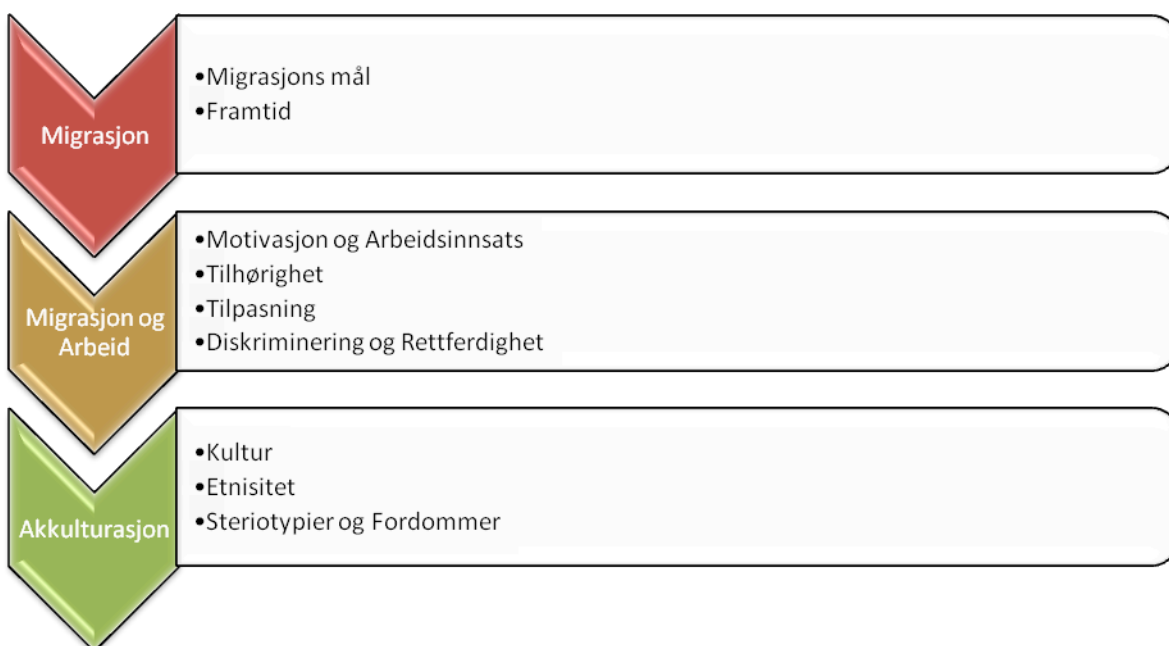 Migrasjon
•Migrasjons mål
•Framtid
Migrasjon og
Arbeid
•Motivasjon og Arbeidsinnsats
•Tilhørighet
•Tilpasning
•Diskriminering og Rettferdighet
Akkulturasjon
•Kultur
•Etnisitet
•Steriotypier og Fordommer